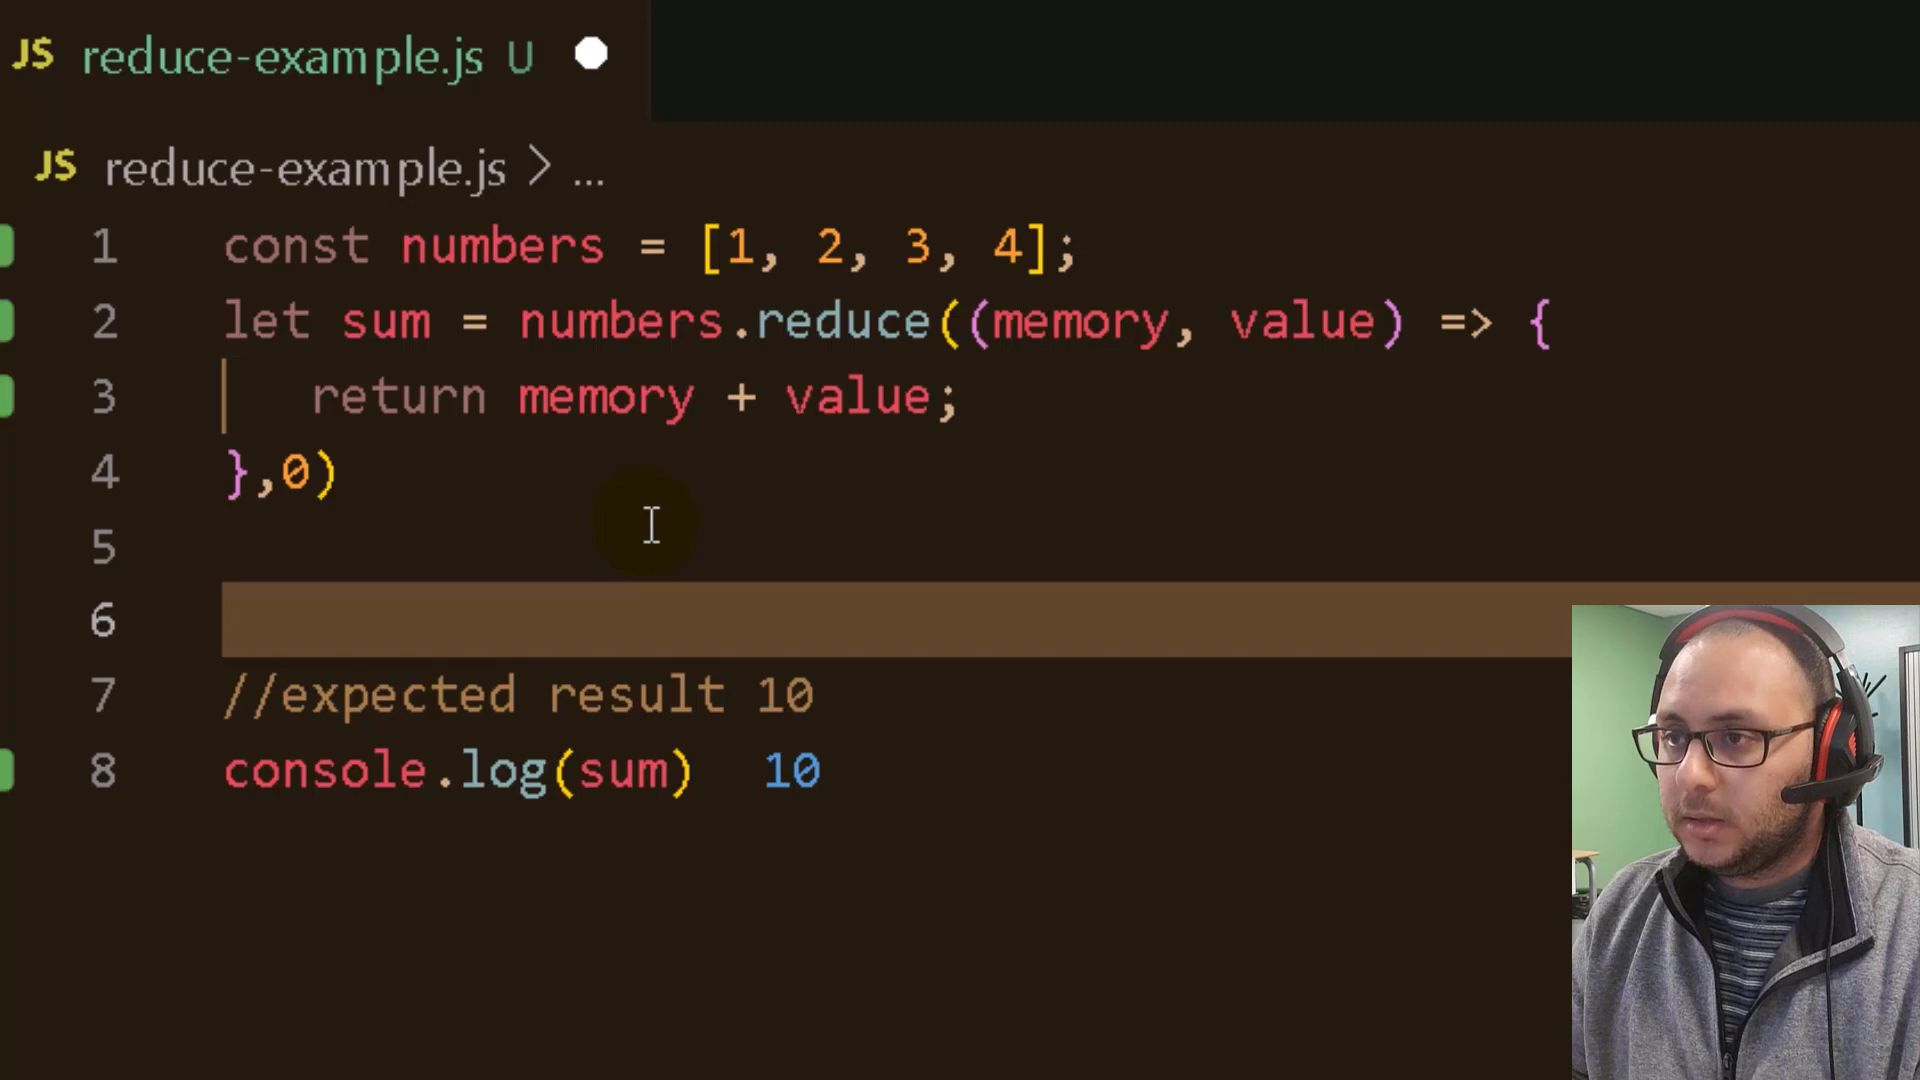 JS reduce-example.js U
JS reduce-example.js > ...
1 const numbers = [1, 2, 3, 4];
2 let sum = numbers.reduce((memory, value) => {
3 return memory + value;
4 },0)
5
6
7 //expected result 10
8 console.log(sum) 10